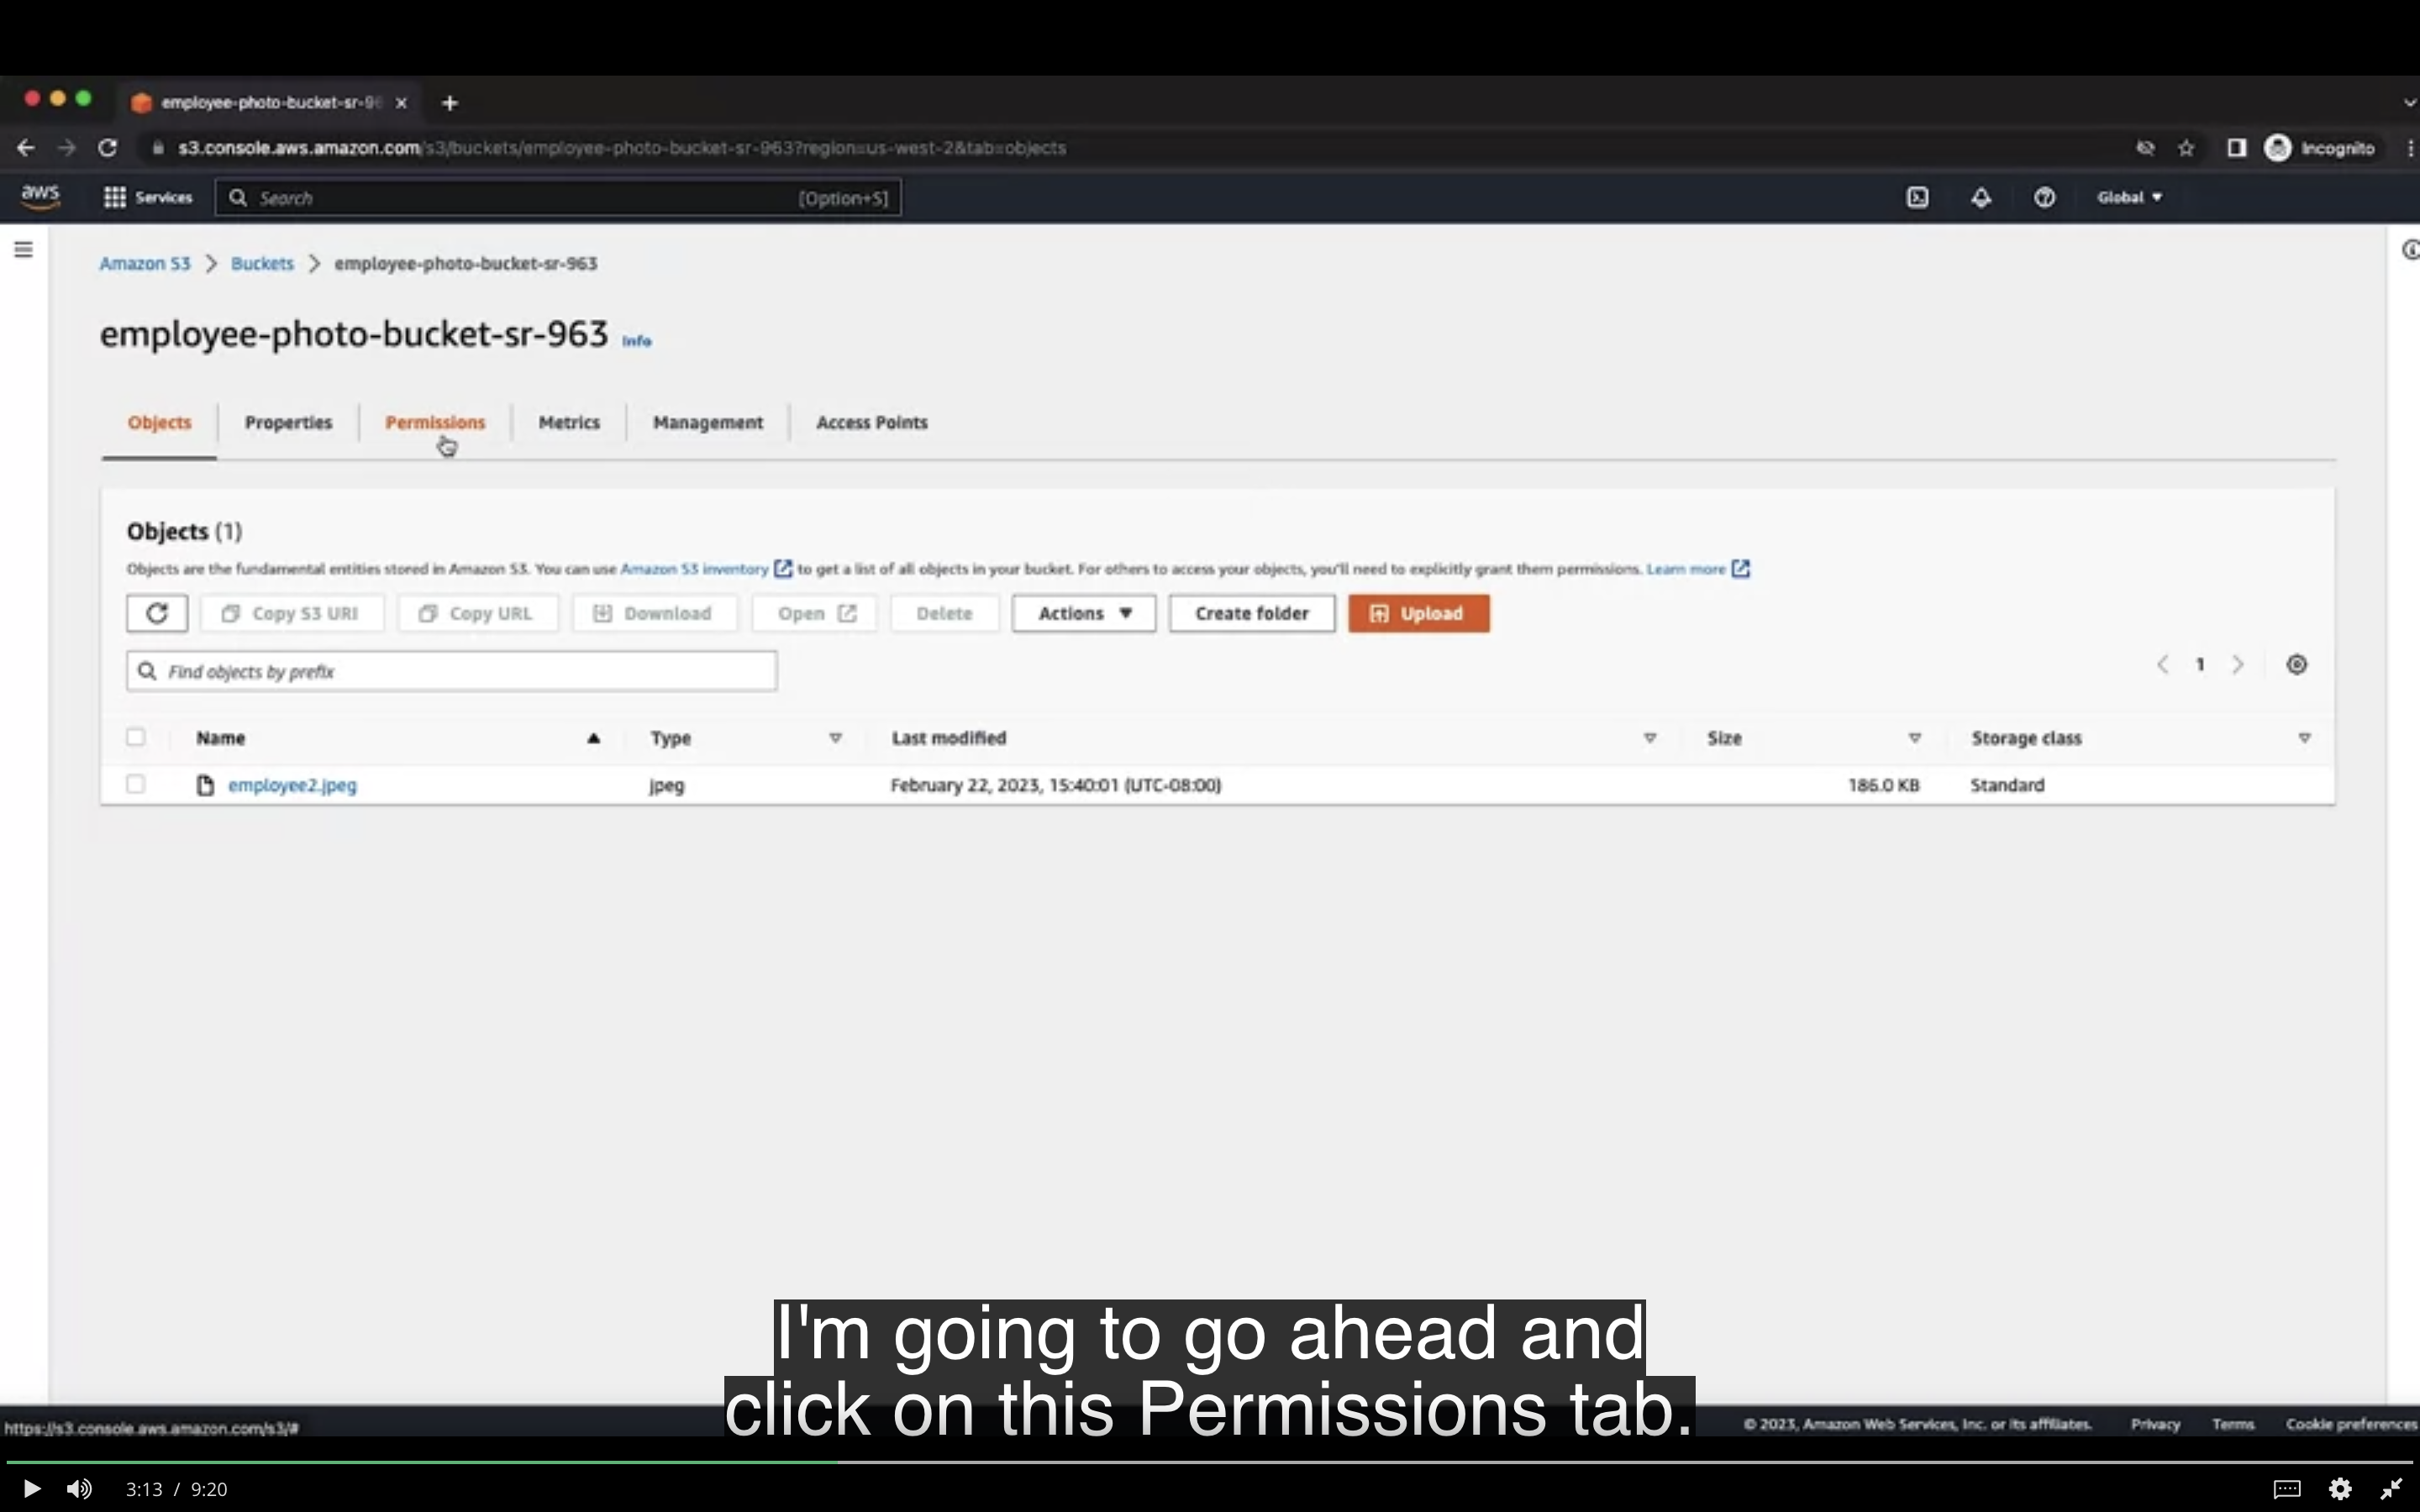 employee-photo-bucket-sr-96
s3.console.aws.amazon.com/s3/buckets/employee-photo-bucket-sr-963?region=us-west-2&tab=objects
Incognito
aws
Services
Search
[Option+S]
Global
Amazon S3 > Buckets > employee-photo-bucket-sr-963
employee-photo-bucket-sr-963 Info
Objects
Properties
Permissions
Metrics
Management
Access Points
Objects (1)
Objects are the fundamental entities stored in Amazon S3. You can use Amazon S3 inventory to get a list of all objects in your bucket. For others to access your objects, you'll need to explicitly grant them permissions. Learn more
Copy S3 URI
Copy URL
Download
Open
Delete
Actions
Create folder
Upload
Find objects by prefix
1
Name
Type
Last modified
Size
Storage class
employee2.jpeg
jpeg
February 22, 2023, 15:40:01 (UTC-08:00)
186.0 KB
Standard
I'm going to go ahead and
click on this Permissions tab.
https://s3.console.aws.amazon.com/s3/#
© 2023, Amazon Web Services, Inc. or its affiliates.
Privacy
Terms
Cookie preferences
3:13 / 9:20